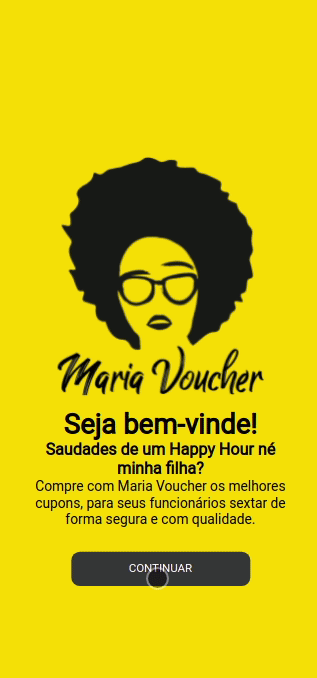 Maria Voucher
Seja bem-vinde!
Saudades de um Happy Hour né
minha filha?
Compre com Maria Voucher os melhores
cupons, para seus funcionários sextar de
forma segura e com qualidade.
CONTINUAR